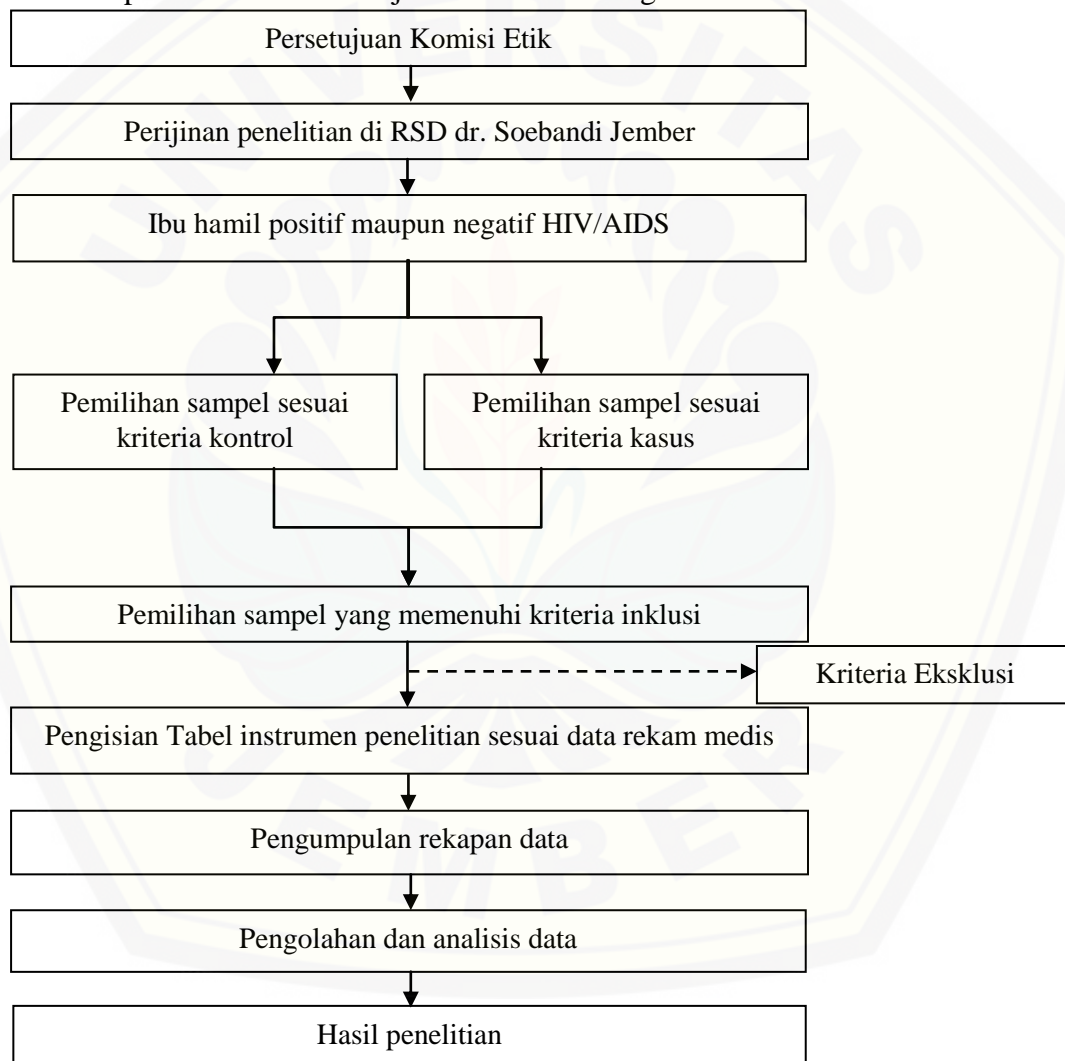 Persetujuan Komisi Etik
Perijinan penelitian di RSD dr. Soebandi Jember
Ibu hamil positif maupun negatif HIV/AIDS
Pemilihan sampel sesuai
kriteria kontrol
Pemilihan sampel sesuai
kriteria kasus
Pemilihan sampel yang memenuhi kriteria inklusi
Kriteria Eksklusi
Pengisian Tabel instrumen penelitian sesuai data rekam medis
Pengumpulan rekapan data
Pengolahan dan analisis data
Hasil penelitian
UNIVERSITAS
JEMBER